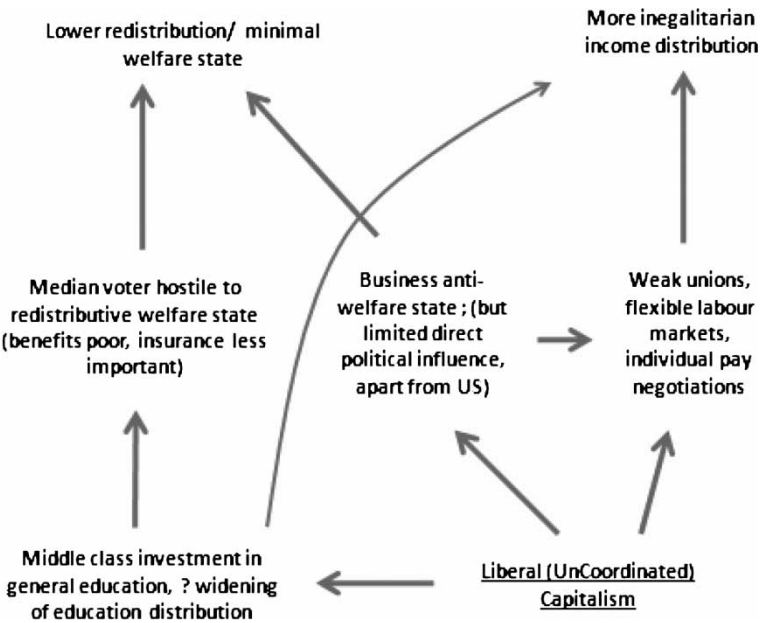 Lower redistribution/ minimal
welfare state
More inegalitarian
income distribution
Median voter hostile to
redistributive welfare state
(benefits poor, insurance less
important)
Business anti-
welfare state ; (but
limited direct
political influence,
apart from US)
Weak unions,
flexible labour
markets,
individual pay
negotiations
Middle class investment in
general education, ? widening
of education distribution
Liberal (UnCoordinated)
Capitalism